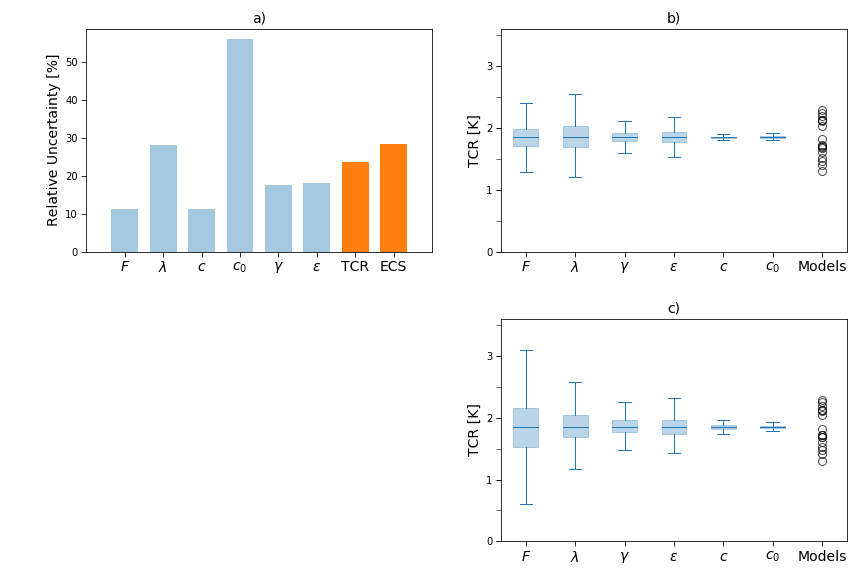 a)
Relative Uncertainty [%]
50
40
30
20
10
0
F λ c c₀ γ ε TCR ECS
b)
TCR [K]
3
2
1
0
F λ γ ε c c₀ Models
c)
TCR [K]
3
2
1
0
F λ γ ε c c₀ Models